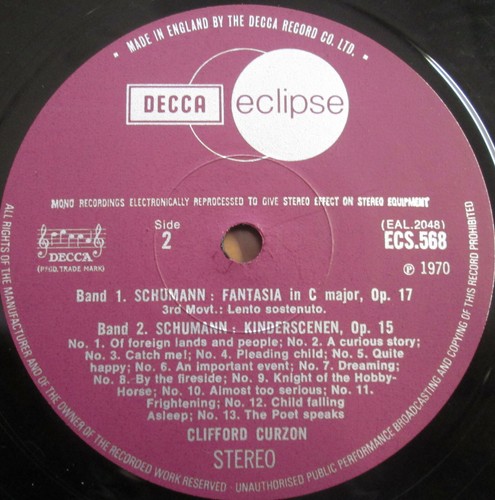 • MADE IN ENGLAND BY THE DECCA RECORD CO. LTD. •
DECCA eclipse
MONO RECORDINGS ELECTRONICALLY REPROCESSED TO GIVE STEREO EFFECT ON STEREO EQUIPMENT
Side
2
(EAL.2048)
ECS.568
DECCA
(PROD. TRADE MARK)
℗ 1970
Band 1. SCHUMANN : FANTASIA in C major, Op. 17
3rd Movt.: Lento sostenuto.
Band 2. SCHUMANN : KINDERSCENEN, Op. 15
No. 1. Of foreign lands and people; No. 2. A curious story;
No. 3. Catch me!; No. 4. Pleading child; No. 5. Quite
happy; No. 6. An important event; No. 7. Dreaming;
No. 8. By the fireside; No. 9. Knight of the Hobby-
Horse; No. 10. Almost too serious; No. 11.
Frightening; No. 12. Child falling
Asleep; No. 13. The Poet speaks
CLIFFORD CURZON
STEREO
ALL RIGHTS OF THE MANUFACTURER AND OF THE OWNER OF THE RECORDED WORK RESERVED - UNAUTHORISED PUBLIC PERFORMANCE BROADCASTING AND COPYING OF THIS RECORD PROHIBITED